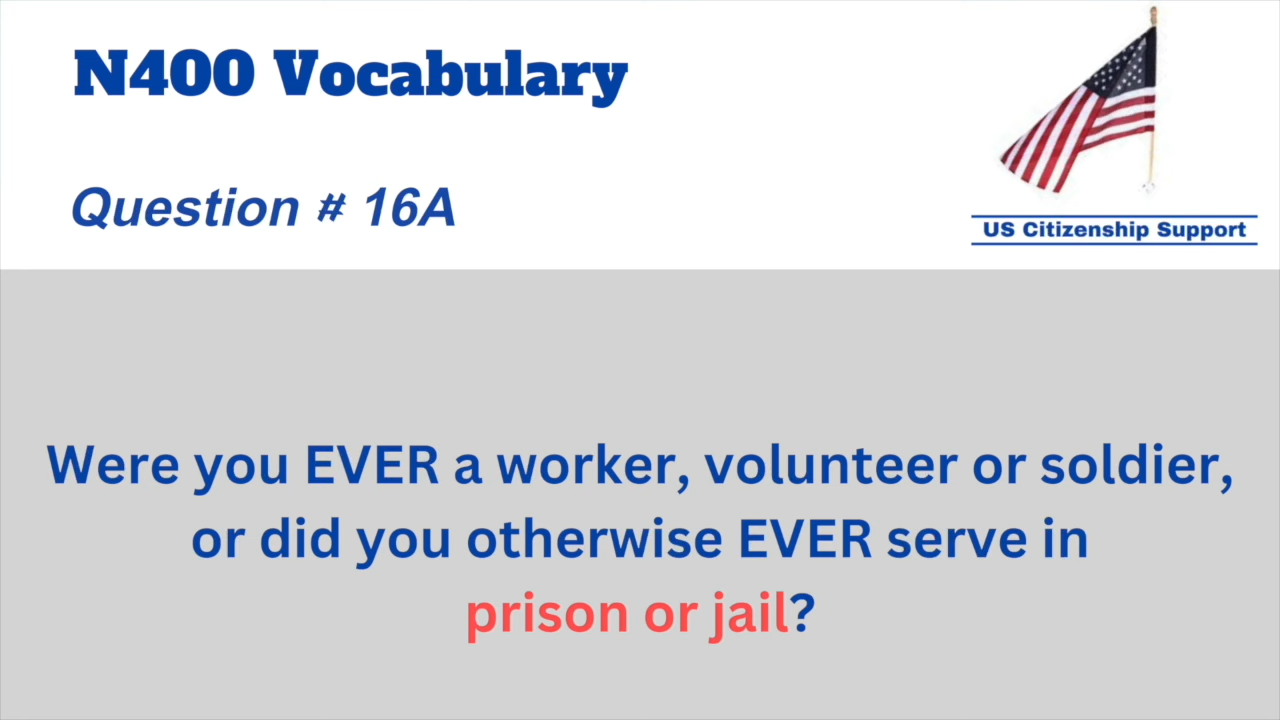 N400 Vocabulary
Question # 16A
US Citizenship Support
Were you EVER a worker, volunteer or soldier,
or did you otherwise EVER serve in
prison or jail?